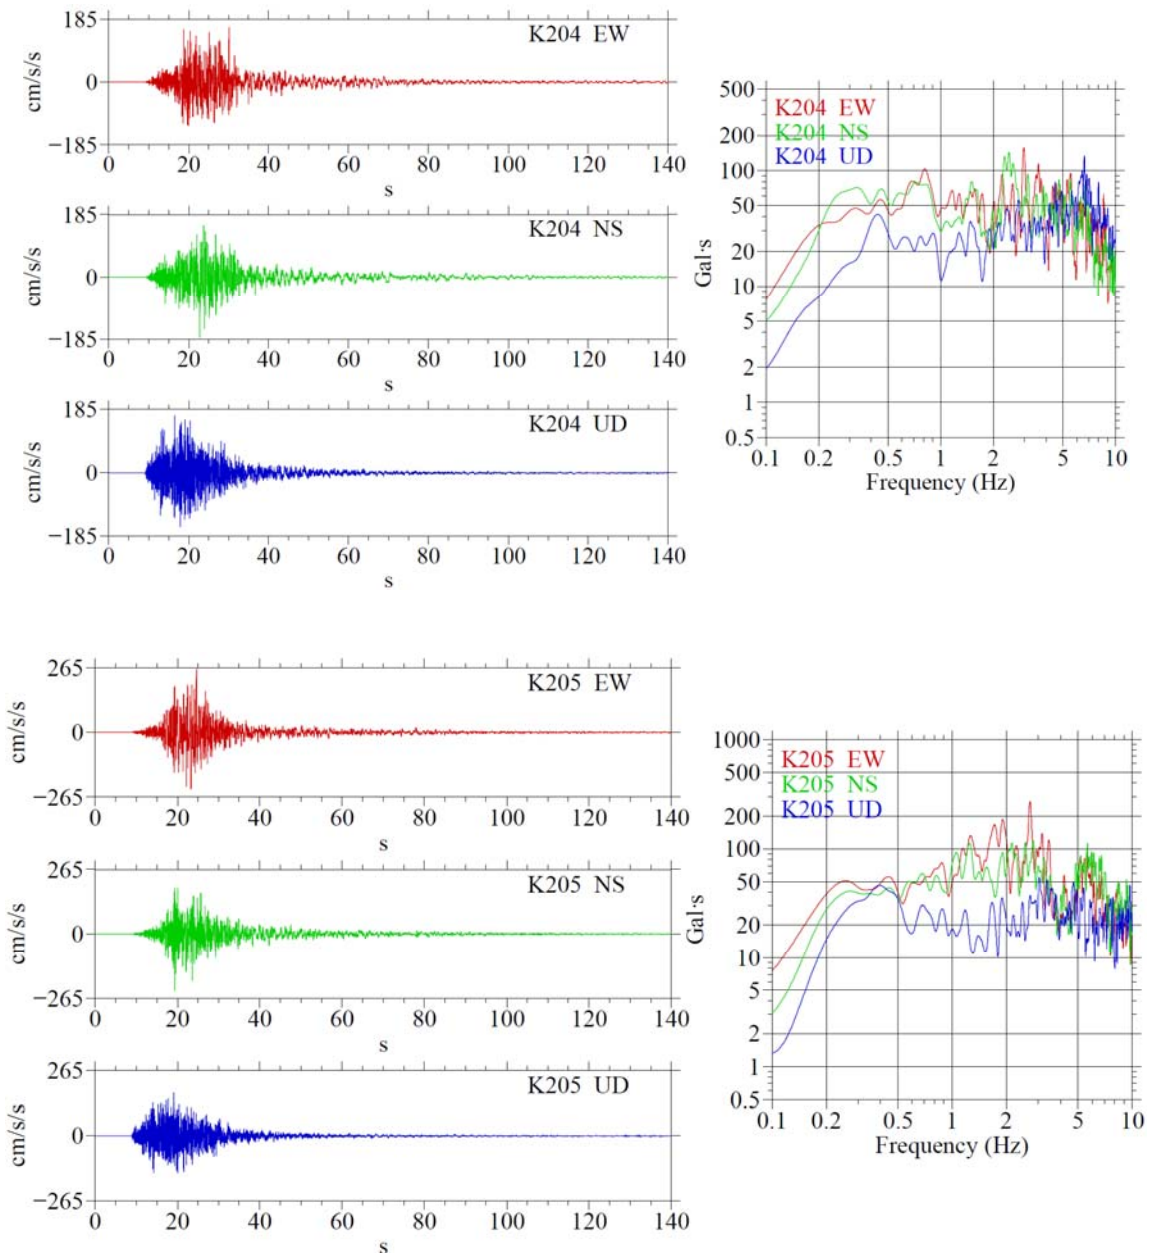 185
K204 EW
cm/s/s
0
−185
0 20 40 60 80 100 120 140
s
185
K204 NS
cm/s/s
0
−185
0 20 40 60 80 100 120 140
s
185
K204 UD
cm/s/s
0
−185
0 20 40 60 80 100 120 140
s
500
K204 EW
200
K204 NS
K204 UD
100
50
Gal·s
20
10
5
2
1
0.5
0.1 0.2 0.5 1 2 5 10
Frequency (Hz)
265
K205 EW
cm/s/s
0
−265
0 20 40 60 80 100 120 140
s
265
K205 NS
cm/s/s
0
−265
0 20 40 60 80 100 120 140
s
265
K205 UD
cm/s/s
0
−265
0 20 40 60 80 100 120 140
s
1000
K205 EW
500
K205 NS
K205 UD
200
100
50
Gal·s
20
10
5
2
1
0.5
0.1 0.2 0.5 1 2 5 10
Frequency (Hz)